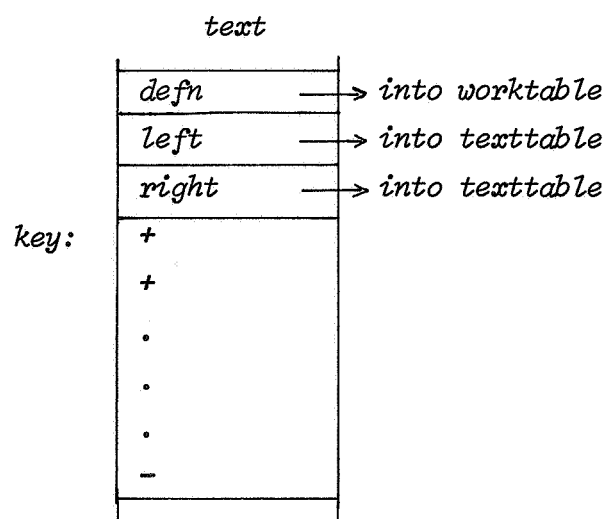 text
defn → into worktable
left → into texttable
right → into texttable
key: +
+
.
.
.
–